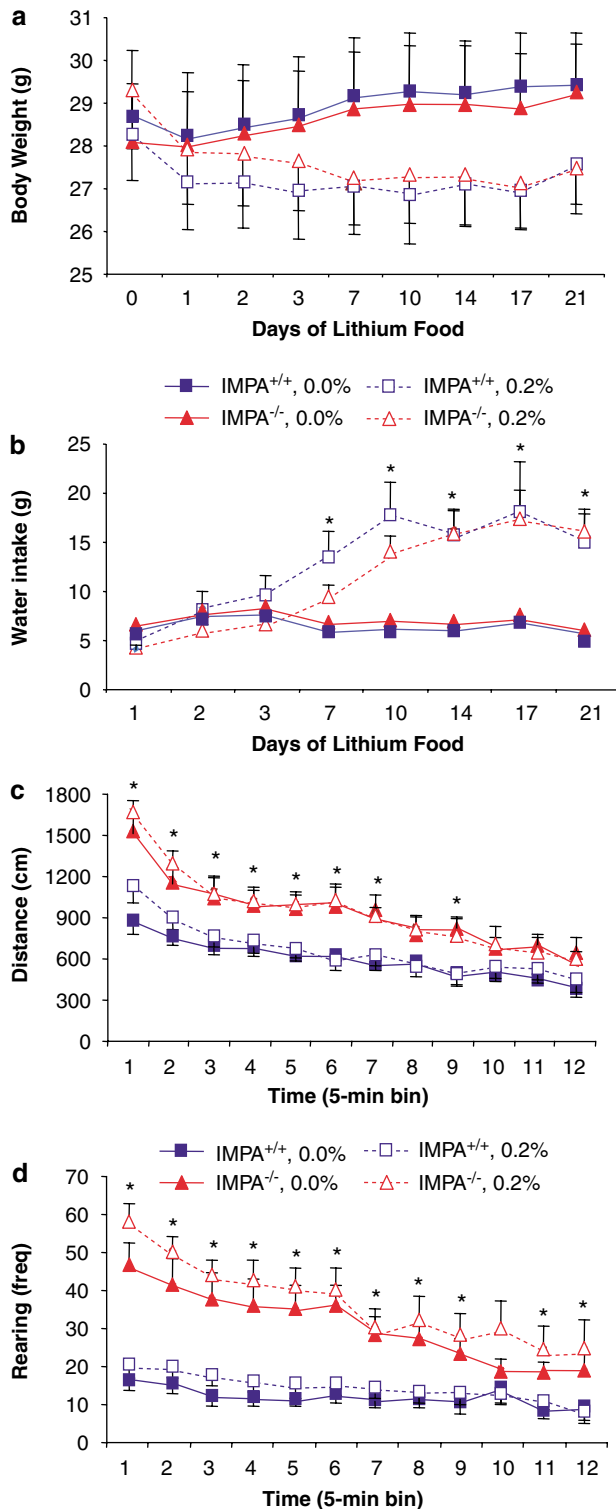 a
31
30
29
28
27
26
25
Body Weight (g)
0 1 2 3 7 10 14 17 21
Days of Lithium Food
IMPA+/+, 0.0% IMPA+/+, 0.2%
IMPA-/-, 0.0% IMPA-/-, 0.2%
b
25
20
15
10
5
0
Water intake (g)
* * * * *
1 2 3 7 10 14 17 21
Days of Lithium Food
c
1800
1500
1200
900
600
300
0
Distance (cm)
* * * * * * * *
1 2 3 4 5 6 7 8 9 10 11 12
Time (5-min bin)
IMPA+/+, 0.0% IMPA+/+, 0.2%
IMPA-/-, 0.0% IMPA-/-, 0.2%
d
70
60
50
40
30
20
10
0
Rearing (freq)
* * * * * * * * * * *
1 2 3 4 5 6 7 8 9 10 11 12
Time (5-min bin)